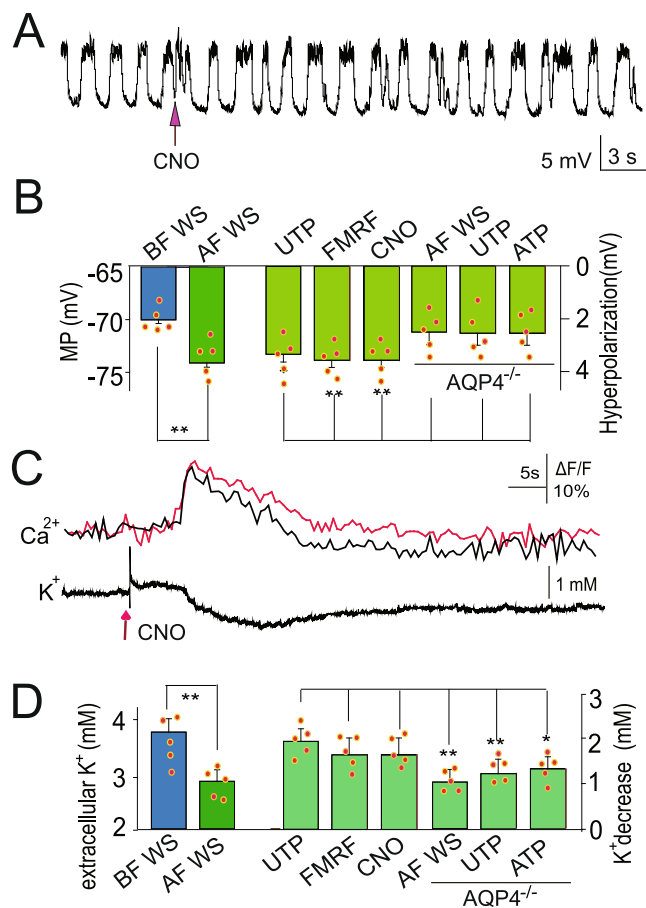 A
CNO
5 mV
3 s
B
BF WS
AF WS
UTP
FMRF
CNO
AF WS
UTP
ATP
-65
-70
-75
MP (mV)
0
2
4
Hyperpolarization(mV)
AQP4-/-
**
**
**
C
Ca2+
5s
ΔF/F
10%
K+
1 mM
CNO
D
**
**
**
*
4
3
2
extracellular K+ (mM)
3
2
1
0
K+decrease (mM)
BF WS
AF WS
UTP
FMRF
CNO
AF WS
UTP
ATP
AQP4-/-